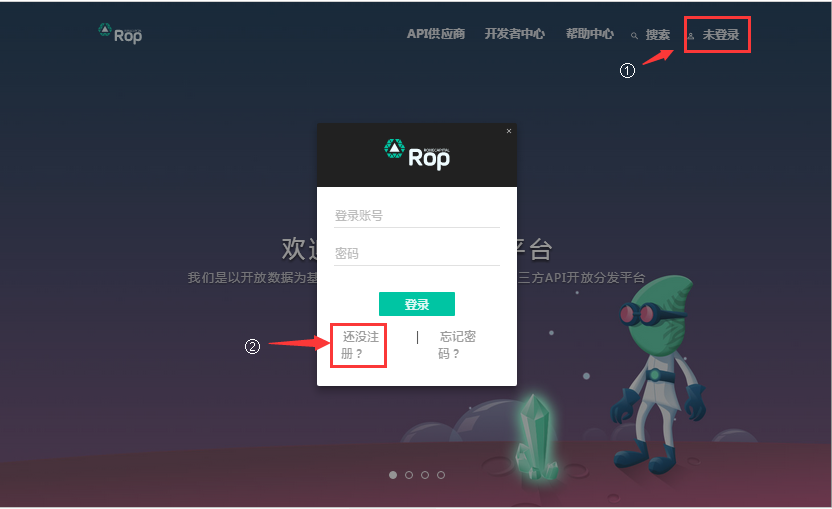 Rop
API供应商
开发者中心
帮助中心
搜索
未登录
①
×
Rop
登录账号
密码
欢迎
平台
我们是以开放数据为基
三方API开放分发平台
登录
还没注
册？
|
忘记密
码？
②